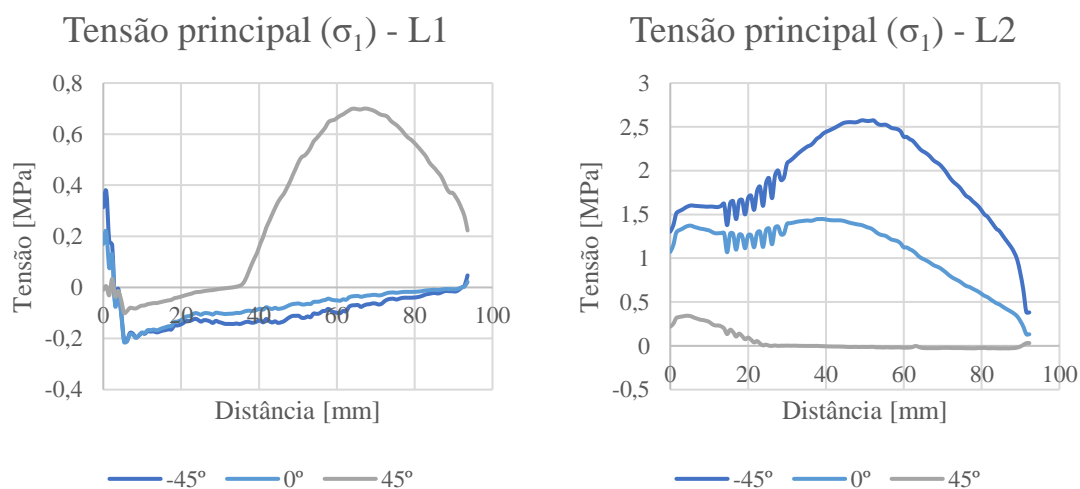 Tensão principal (σ₁) - L1
0,8
0,6
0,4
0,2
0
-0,2
-0,4
0 20 40 60 80 100
Tensão [MPa]
Distância [mm]
-45º 0º 45º
Tensão principal (σ₁) - L2
3
2,5
2
1,5
1
0,5
0
-0,5
0 20 40 60 80 100
Tensão [MPa]
Distância [mm]
-45º 0º 45º